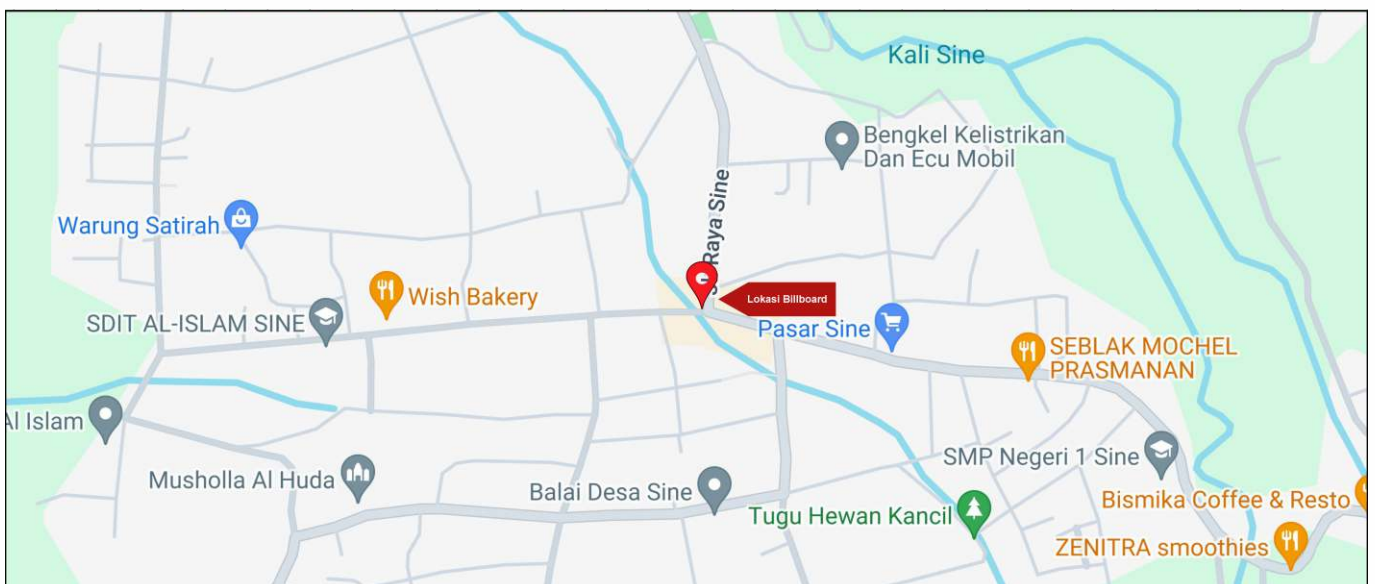 Kali Sine
Bengkel Kelistrikan
Dan Ecu Mobil
Raya Sine
Warung Satirah
Wish Bakery
Lokasi Billboard
SDIT AL-ISLAM SINE
Pasar Sine
SEBLAK MOCHEL
PRASMANAN
Al Islam
SMP Negeri 1 Sine
Musholla Al Huda
Balai Desa Sine
Bismika Coffee & Resto
Tugu Hewan Kancil
ZENITRA smoothies